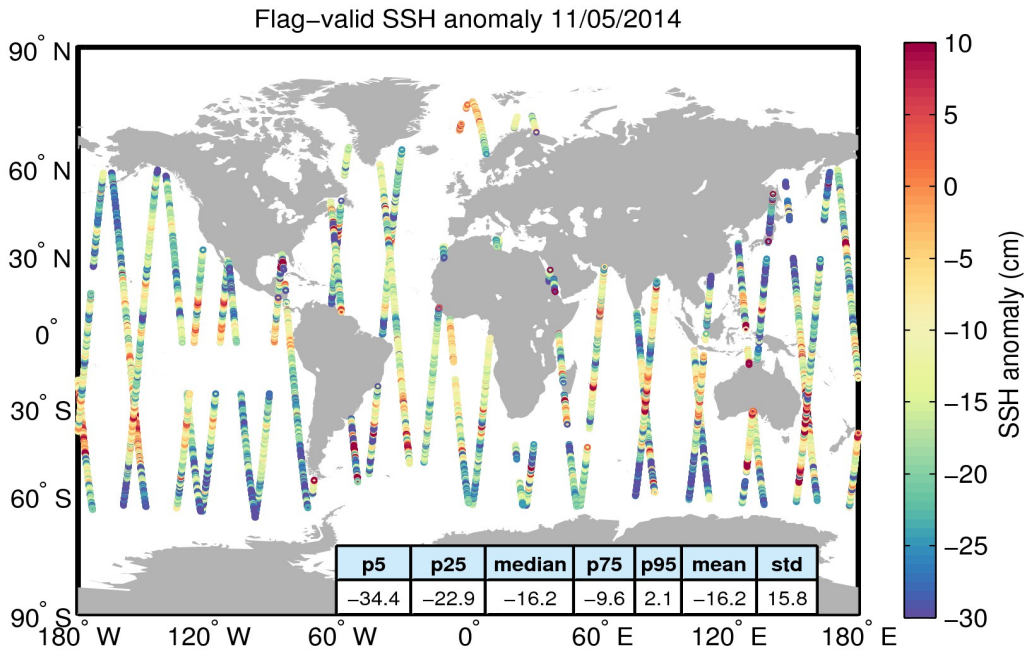 Flag−valid SSH anomaly 11/05/2014
90° N
60° N
30° N
0°
30° S
60° S
90° S
180° W
120° W
60° W
0°
60° E
120° E
180° E
p5 p25 median p75 p95 mean std
−34.4 −22.9 −16.2 −9.6 2.1 −16.2 15.8
10
5
0
−5
−10
−15
−20
−25
−30
SSH anomaly (cm)